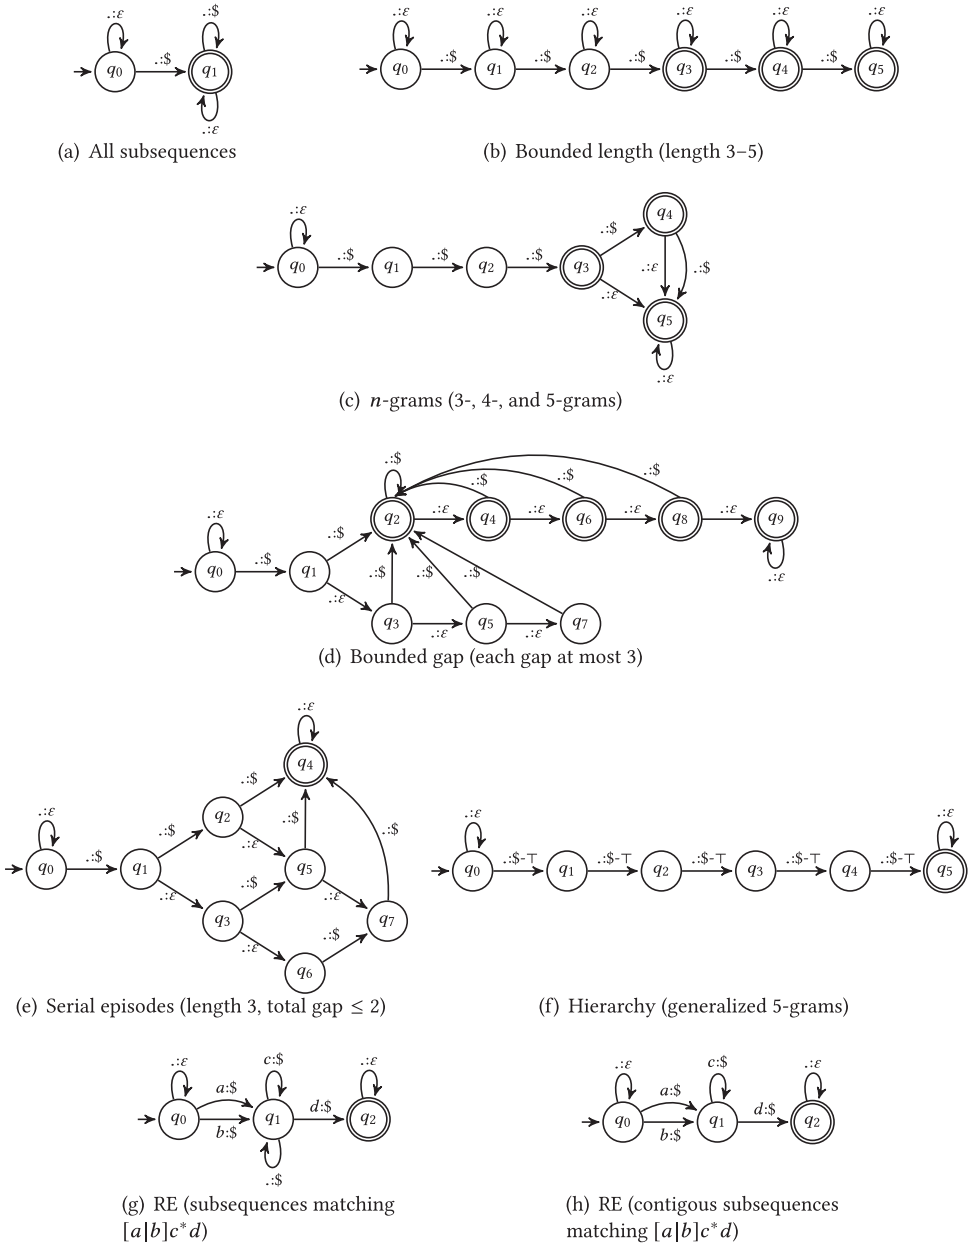 .:ε .:$ .:ε .:ε .:ε .:ε .:ε .:ε
q0 .:$ q1 q0 .:$ q1 .:$ q2 .:$ q3 .:$ q4 .:$ q5
.:ε
(a) All subsequences (b) Bounded length (length 3–5)
q4
.:ε .:$
q0 .:$ q1 .:$ q2 .:$ q3 .:ε .:$
.:ε
q5
.:ε
(c) n-grams (3-, 4-, and 5-grams)
.:$ .:$ .:$ .:$
.:ε q2 .:ε q4 .:ε q6 .:ε q8 .:ε q9
.:$
q0 .:$ q1 .:$ .:$ .:$ .:ε
.:ε
q3 .:ε q5 .:ε q7
(d) Bounded gap (each gap at most 3)
.:ε
q4
.:$
.:ε q2 .:ε .:ε
.:$ .:ε .:$ .:$
q0 .:$ q1 .:$ q5 q0 .:$-⊤ q1 .:$-⊤ q2 .:$-⊤ q3 .:$-⊤ q4 .:$-⊤ q5
.:ε .:ε
q3 .:$ q7
.:ε
q6
(e) Serial episodes (length 3, total gap ≤ 2) (f) Hierarchy (generalized 5-grams)
.:ε c:$ .:ε .:ε c:$ .:ε
a:$ a:$
q0 q1 d:$ q2 q0 q1 d:$ q2
b:$ b:$
.:$
(g) RE (subsequences matching (h) RE (contigous subsequences
[a|b]c*d) matching [a|b]c*d)